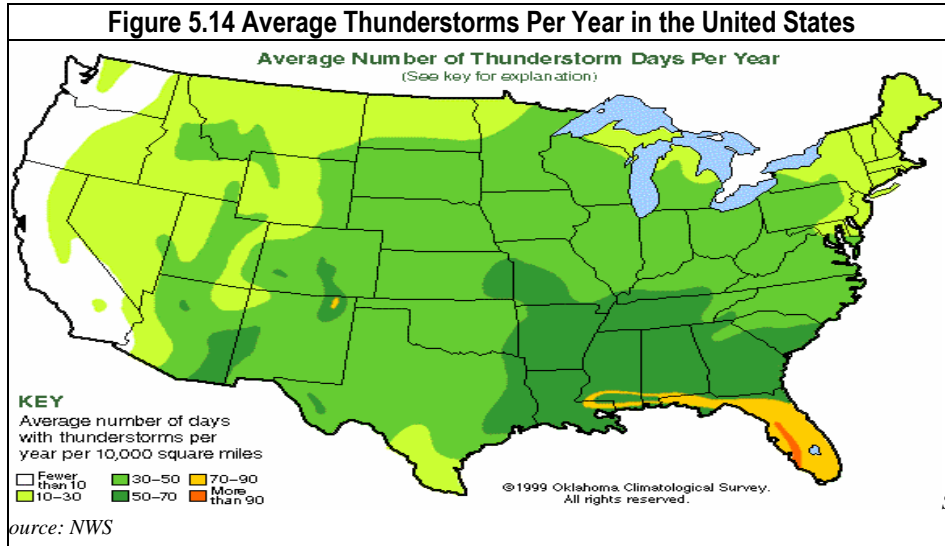 Figure 5.14 Average Thunderstorms Per Year in the United States
Average Number of Thunderstorm Days Per Year
(See key for explanation)
KEY
Average number of days
with thunderstorms per
year per 10,000 square miles
Fewer than 10
10–30
30–50
50–70
70–90
More than 90
©1999 Oklahoma Climatological Survey.
All rights reserved.
S
ource: NWS